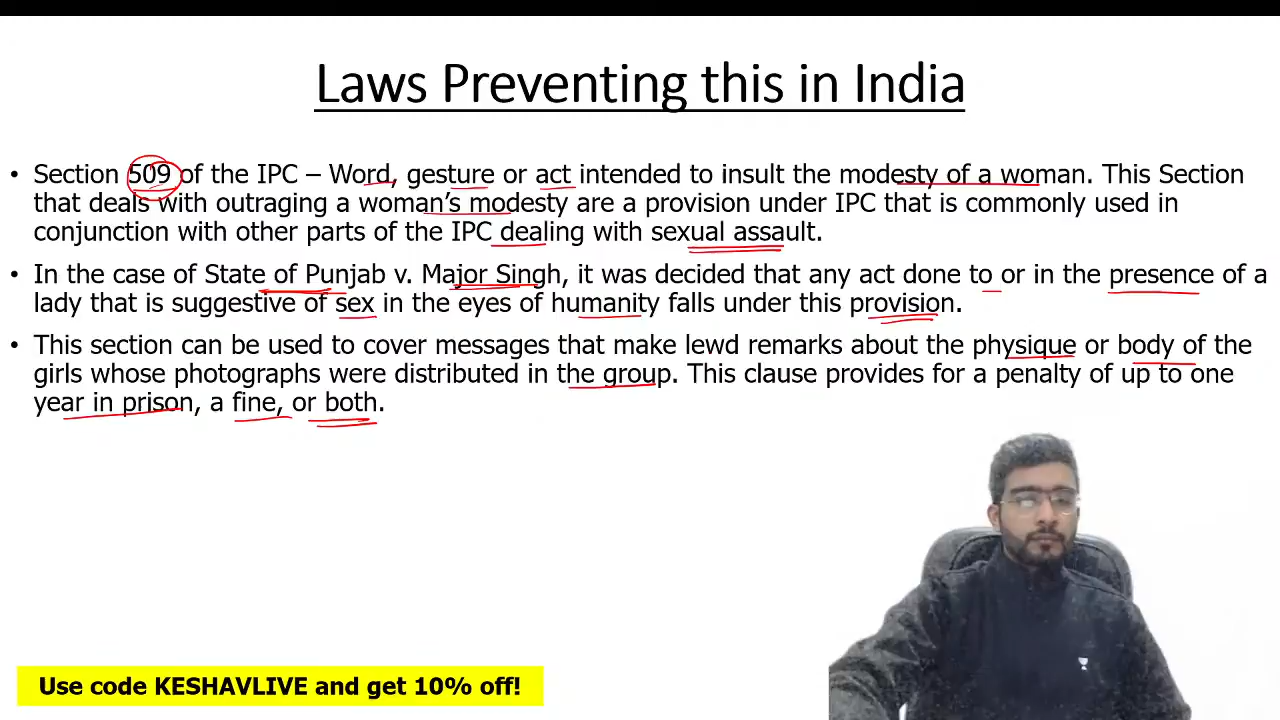 Laws Preventing this in India
• Section 509 of the IPC – Word, gesture or act intended to insult the modesty of a woman. This Section
that deals with outraging a woman's modesty are a provision under IPC that is commonly used in
conjunction with other parts of the IPC dealing with sexual assault.
• In the case of State of Punjab v. Major Singh, it was decided that any act done to or in the presence of a
lady that is suggestive of sex in the eyes of humanity falls under this provision.
• This section can be used to cover messages that make lewd remarks about the physique or body of the
girls whose photographs were distributed in the group. This clause provides for a penalty of up to one
year in prison, a fine, or both.
Use code KESHAVLIVE and get 10% off!